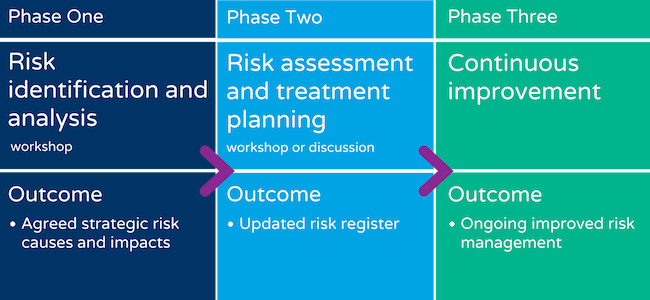 Phase One
Phase Two
Phase Three
Risk
identification and
analysis
workshop
Risk assessment
and treatment
planning
workshop or discussion
Continuous
improvement
Outcome
• Agreed strategic risk
causes and impacts
Outcome
• Updated risk register
Outcome
• Ongoing improved risk
management